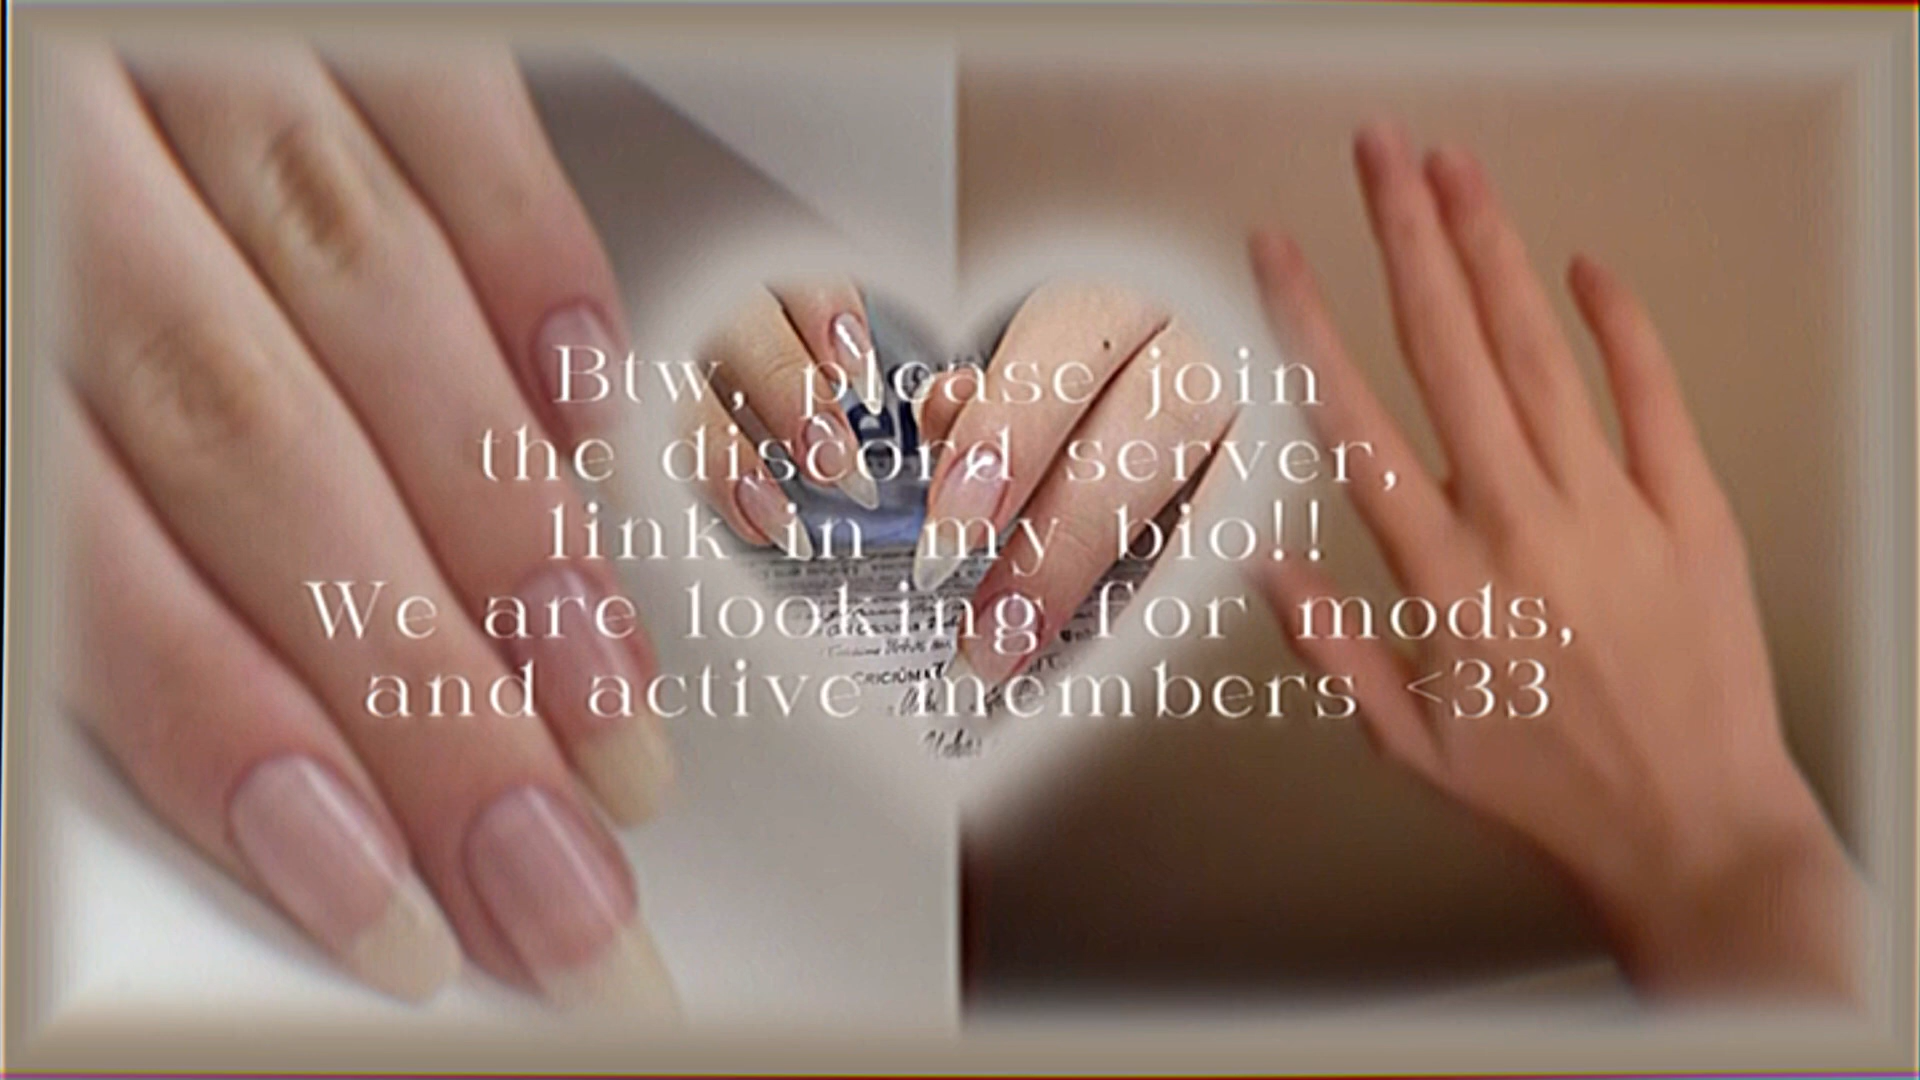 Btw, please join
the discord server,
link in my bio!!
We are looking for mods,
and active members <33
CRICIÚMA